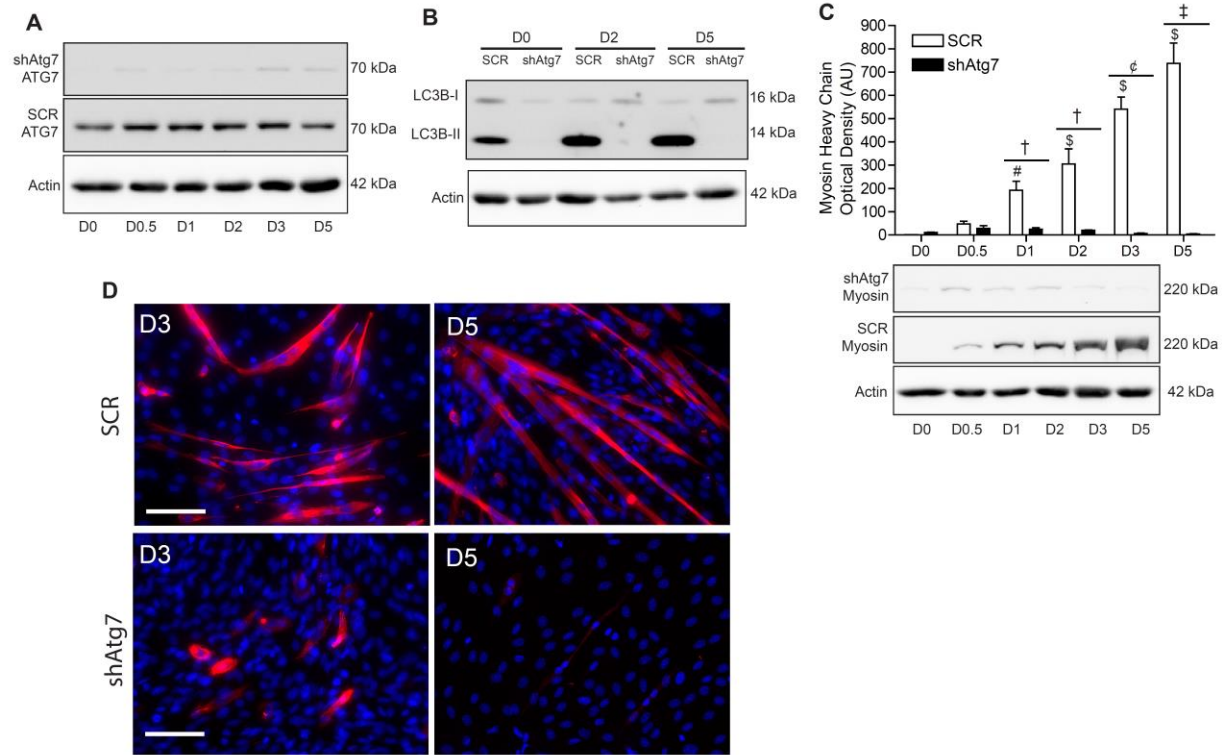 A
shAtg7
ATG7
70 kDa
SCR
ATG7
70 kDa
Actin
42 kDa
D0 D0.5 D1 D2 D3 D5
B
D0 D2 D5
SCR shAtg7 SCR shAtg7 SCR shAtg7
LC3B-I
16 kDa
LC3B-II
14 kDa
Actin
42 kDa
C
Myosin Heavy Chain
Optical Density (AU)
900
800
700
600
500
400
300
200
100
0
SCR
shAtg7
#
†
$
†
$
¢
$
‡
D0 D0.5 D1 D2 D3 D5
shAtg7
Myosin
220 kDa
SCR
Myosin
220 kDa
Actin
42 kDa
D0 D0.5 D1 D2 D3 D5
D
SCR
D3 D5
shAtg7
D3 D5